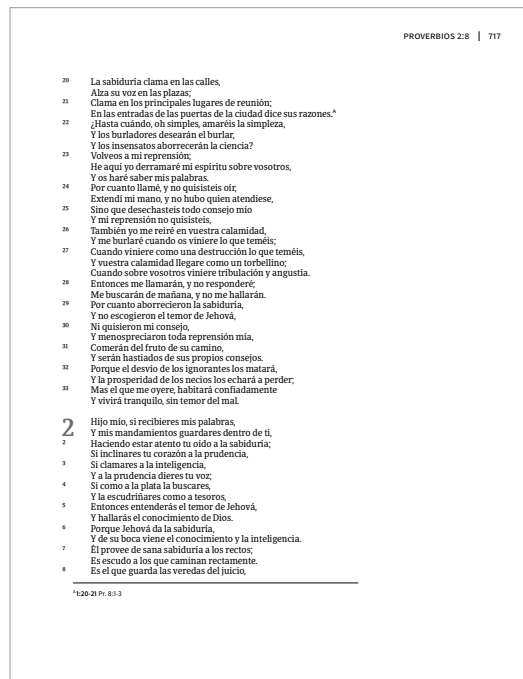 PROVERBIOS 2:8 | 717
20 La sabiduría clama en las calles,
Alza su voz en las plazas;
21 Clama en los principales lugares de reunión;
En las entradas de las puertas de la ciudad dice sus razones.A
22 ¿Hasta cuándo, oh simples, amaréis la simpleza,
Y los burladores desearán el burlar,
Y los insensatos aborrecerán la ciencia?
23 Volveos a mi reprensión;
He aquí yo derramaré mi espíritu sobre vosotros,
Y os haré saber mis palabras.
24 Por cuanto llamé, y no quisisteis oír,
Extendí mi mano, y no hubo quien atendiese,
25 Sino que desechasteis todo consejo mío
Y mi reprensión no quisisteis,
26 También yo me reiré en vuestra calamidad,
Y me burlaré cuando os viniere lo que teméis;
27 Cuando viniere como una destrucción lo que teméis,
Y vuestra calamidad llegare como un torbellino;
Cuando sobre vosotros viniere tribulación y angustia.
28 Entonces me llamarán, y no responderé;
Me buscarán de mañana, y no me hallarán.
29 Por cuanto aborrecieron la sabiduría,
Y no escogieron el temor de Jehová,
30 Ni quisieron mi consejo,
Y menospreciaron toda reprensión mía,
31 Comerán del fruto de su camino,
Y serán hastiados de sus propios consejos.
32 Porque el desvío de los ignorantes los matará,
Y la prosperidad de los necios los echará a perder;
33 Mas el que me oyere, habitará confiadamente
Y vivirá tranquilo, sin temor del mal.
2 Hijo mío, si recibieres mis palabras,
Y mis mandamientos guardares dentro de ti,
2 Haciendo estar atento tu oído a la sabiduría;
Si inclinares tu corazón a la prudencia,
3 Si clamares a la inteligencia,
Y a la prudencia dieres tu voz;
4 Si como a la plata la buscares,
Y la escudriñares como a tesoros,
5 Entonces entenderás el temor de Jehová,
Y hallarás el conocimiento de Dios.
6 Porque Jehová da la sabiduría,
Y de su boca viene el conocimiento y la inteligencia.
7 Él provee de sana sabiduría a los rectos;
Es escudo a los que caminan rectamente.
8 Es el que guarda las veredas del juicio,
A1:20-21 Pr. 8:1-3